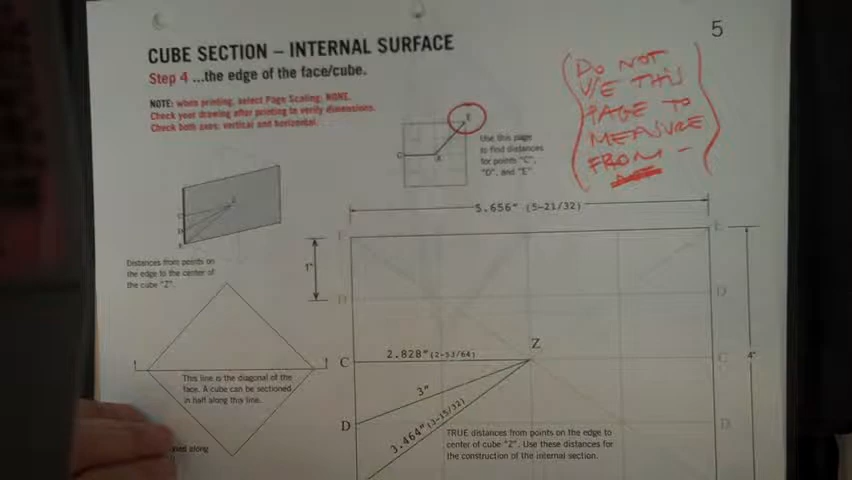 5
CUBE SECTION – INTERNAL SURFACE
Step 4 ...the edge of the face/cube.
NOTE: when printing, select Page Scaling: NONE.
Check your drawing after printing to verify dimensions.
Check both axes: vertical and horizontal.
(DO NOT
USE THIS
PAGE TO
MEASURE
FROM –)
E
C
Use this page
to find distances
for points "C",
"D", and "E"
Z
C
D
E
Distances from points on
the edge to the center of
the cube "Z".
5.656" (5-21/32)
E
E
1"
D
D
Z
C
2.828" (2-53/64)
C
4"
3"
3.464" (3-15/32)
D
D
This line is the diagonal of the
face. A cube can be sectioned
in half along this line.
TRUE distances from points on the edge to
center of cube "Z". Use these distances for
the construction of the internal section.
along